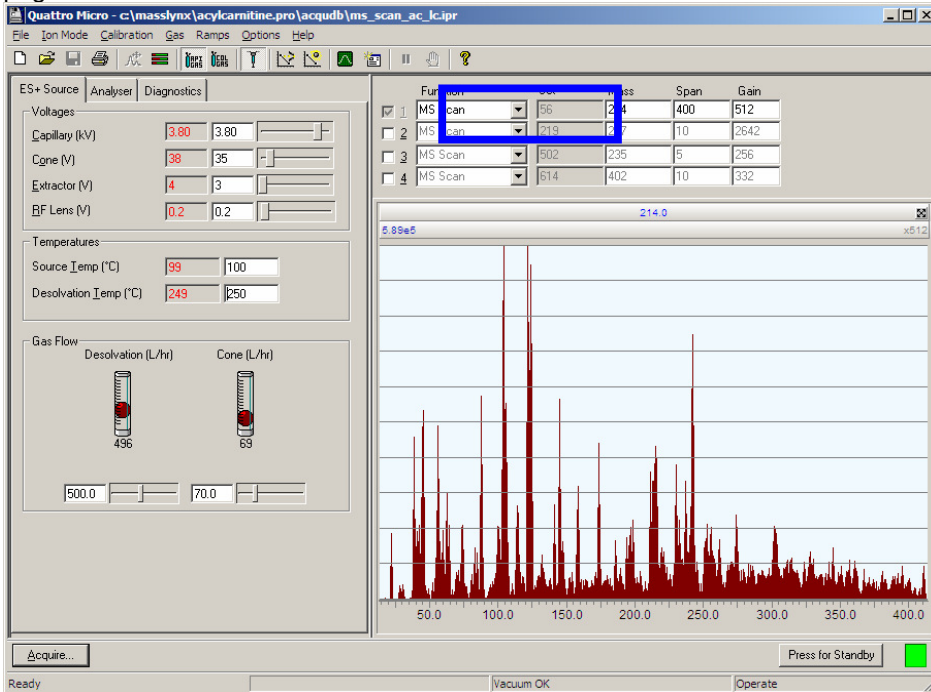 Quattro Micro - c:\masslynx\acylcarnitine.pro\acqudb\ms_scan_ac_lc.ipr
File Ion Mode Calibration Gas Ramps Options Help
ES+ Source Analyser Diagnostics
Voltages
Capillary (kV) 3.80 3.80
Cone (V) 38 35
Extractor (V) 4 3
RF Lens (V) 0.2 0.2
Temperatures
Source Temp (°C) 99 100
Desolvation Temp (°C) 249 250
Gas Flow
Desolvation (L/hr) Cone (L/hr)
496 69
500.0 70.0
Span Gain
1 MS Scan 56 400 512
2 MS Scan 219 10 2642
3 MS Scan 502 235 5 256
4 MS Scan 614 402 10 332
214.0
5.89e5 x512
50.0 100.0 150.0 200.0 250.0 300.0 350.0 400.0
Acquire... Press for Standby
Ready Vacuum OK Operate